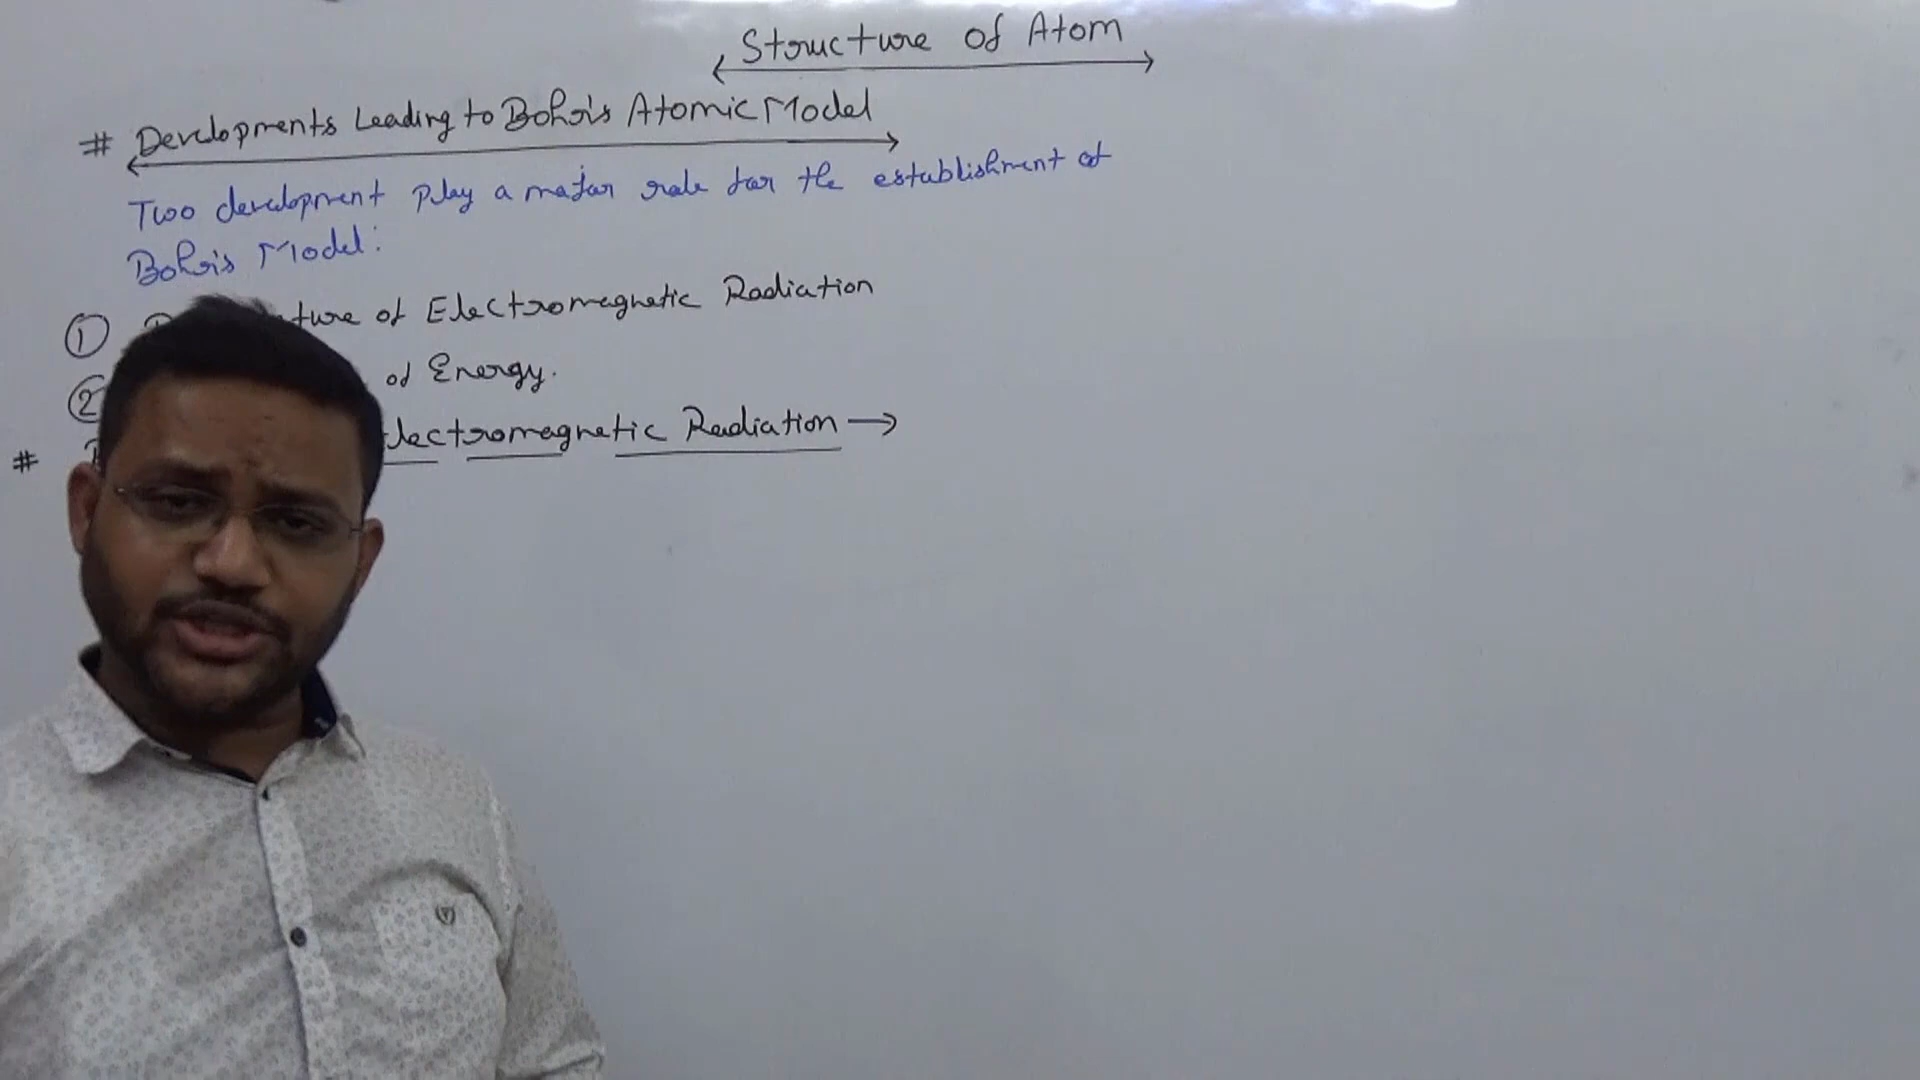 Structure of Atom
# Developments Leading to Bohr's Atomic Model
Two development play a major role for the establishment of
Bohr's Model:
① ture of Electromagnetic Radiation
② of Energy.
# Electromagnetic Radiation →